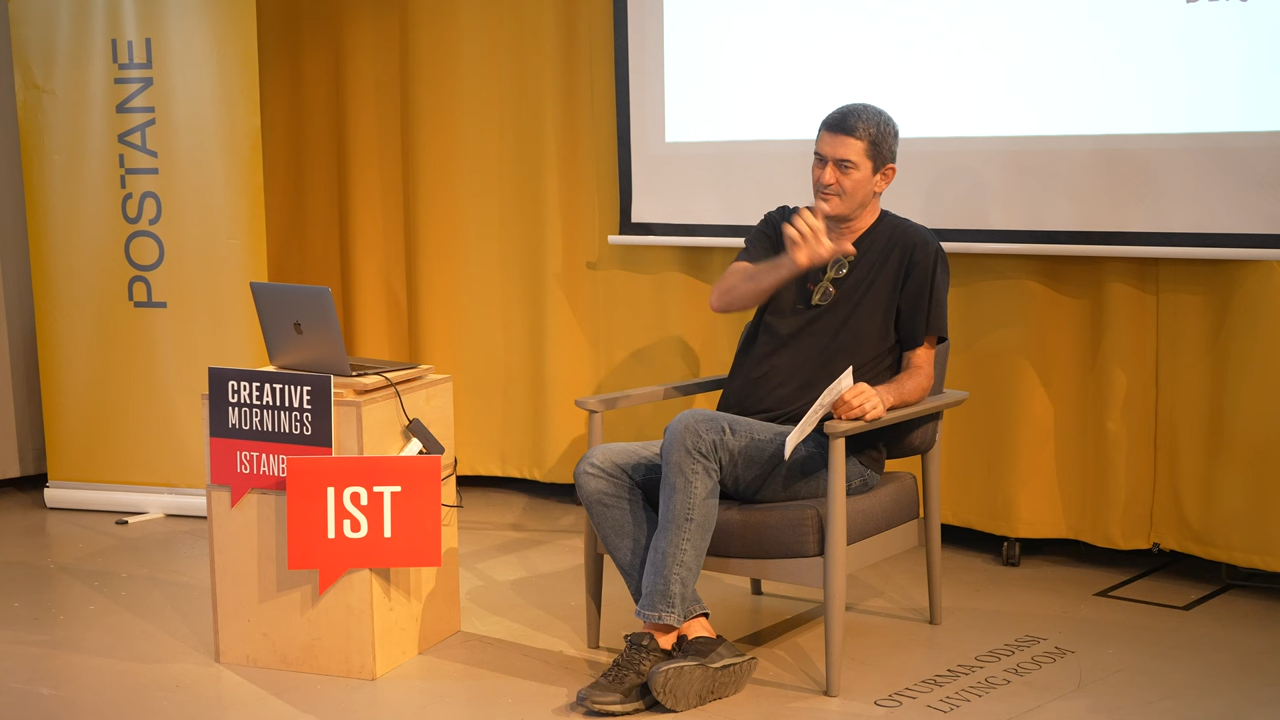 POSTANE
CREATIVE
MORNINGS
ISTANB
IST
OTURMA ODASI
LIVING ROOM